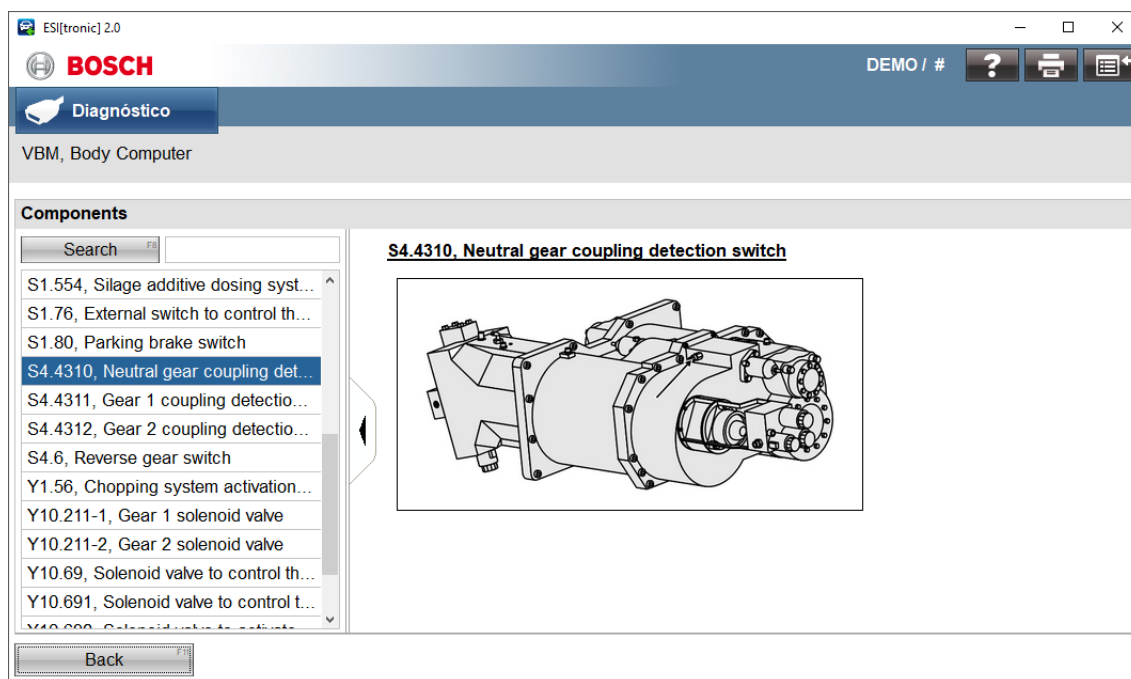 ESI[tronic] 2.0
BOSCH
DEMO / #
?
Diagnóstico
VBM, Body Computer
Components
Search F8
S4.4310, Neutral gear coupling detection switch
S1.554, Silage additive dosing syst...
S1.76, External switch to control th...
S1.80, Parking brake switch
S4.4310, Neutral gear coupling det...
S4.4311, Gear 1 coupling detectio...
S4.4312, Gear 2 coupling detectio...
S4.6, Reverse gear switch
Y1.56, Chopping system activation...
Y10.211-1, Gear 1 solenoid valve
Y10.211-2, Gear 2 solenoid valve
Y10.69, Solenoid valve to control th...
Y10.691, Solenoid valve to control t...
Back F11